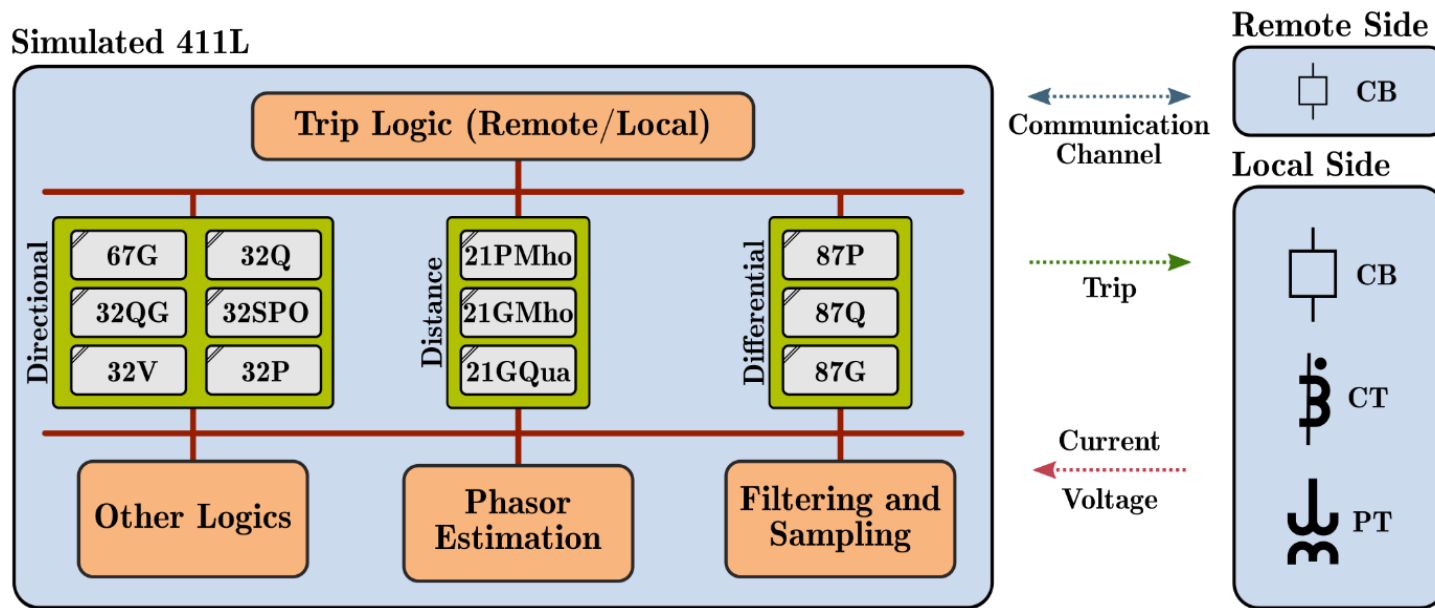 Simulated 411L
Trip Logic (Remote/Local)
Directional
67G
32Q
32QG
32SPO
32V
32P
Distance
21PMho
21GMho
21GQua
Differential
87P
87Q
87G
Other Logics
Phasor
Estimation
Filtering and
Sampling
Communication
Channel
Trip
Current
Voltage
Remote Side
CB
Local Side
CB
CT
PT